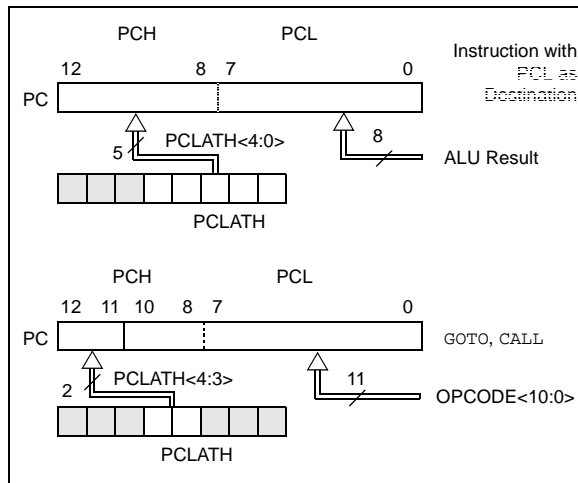 PCH PCL
12 8 7 0
Instruction with
PCL as
Destination
PC
5 PCLATH<4:0> 8
ALU Result
PCLATH
PCH PCL
12 11 10 8 7 0
PC GOTO, CALL
2 PCLATH<4:3> 11
OPCODE<10:0>
PCLATH